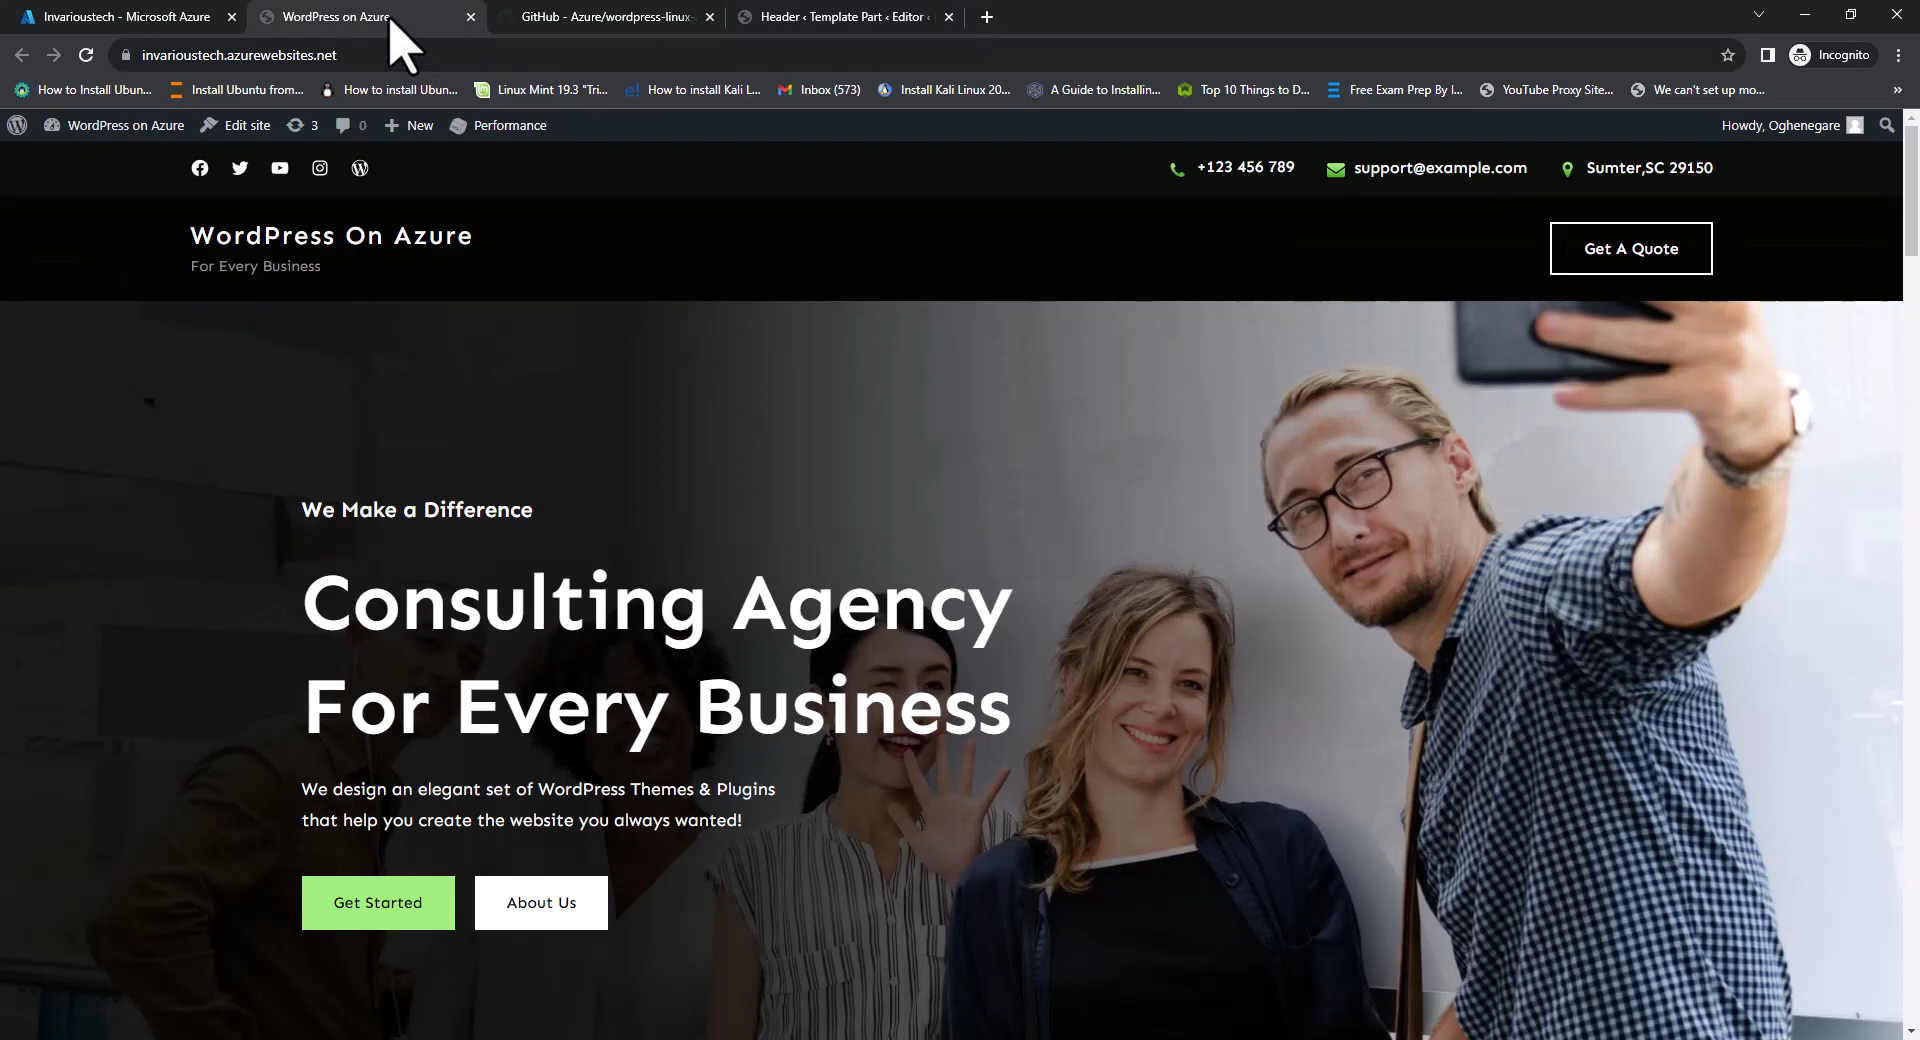 Invarioustech - Microsoft Azure
WordPress on Azure
GitHub - Azure/wordpress-linux-
Header ‹ Template Part ‹ Editor ‹
invarioustech.azurewebsites.net
Incognito
How to Install Ubun...
Install Ubuntu from...
How to install Ubun...
Linux Mint 19.3 "Tri...
How to install Kali L...
Inbox (573)
Install Kali Linux 20...
A Guide to Installin...
Top 10 Things to D...
Free Exam Prep By I...
YouTube Proxy Site...
We can't set up mo...
»
WordPress on Azure
Edit site
3
0
New
Performance
Howdy, Oghenegare
+123 456 789
support@example.com
Sumter,SC 29150
WordPress On Azure
For Every Business
Get A Quote
We Make a Difference
Consulting Agency
For Every Business
We design an elegant set of WordPress Themes & Plugins
that help you create the website you always wanted!
Get Started
About Us